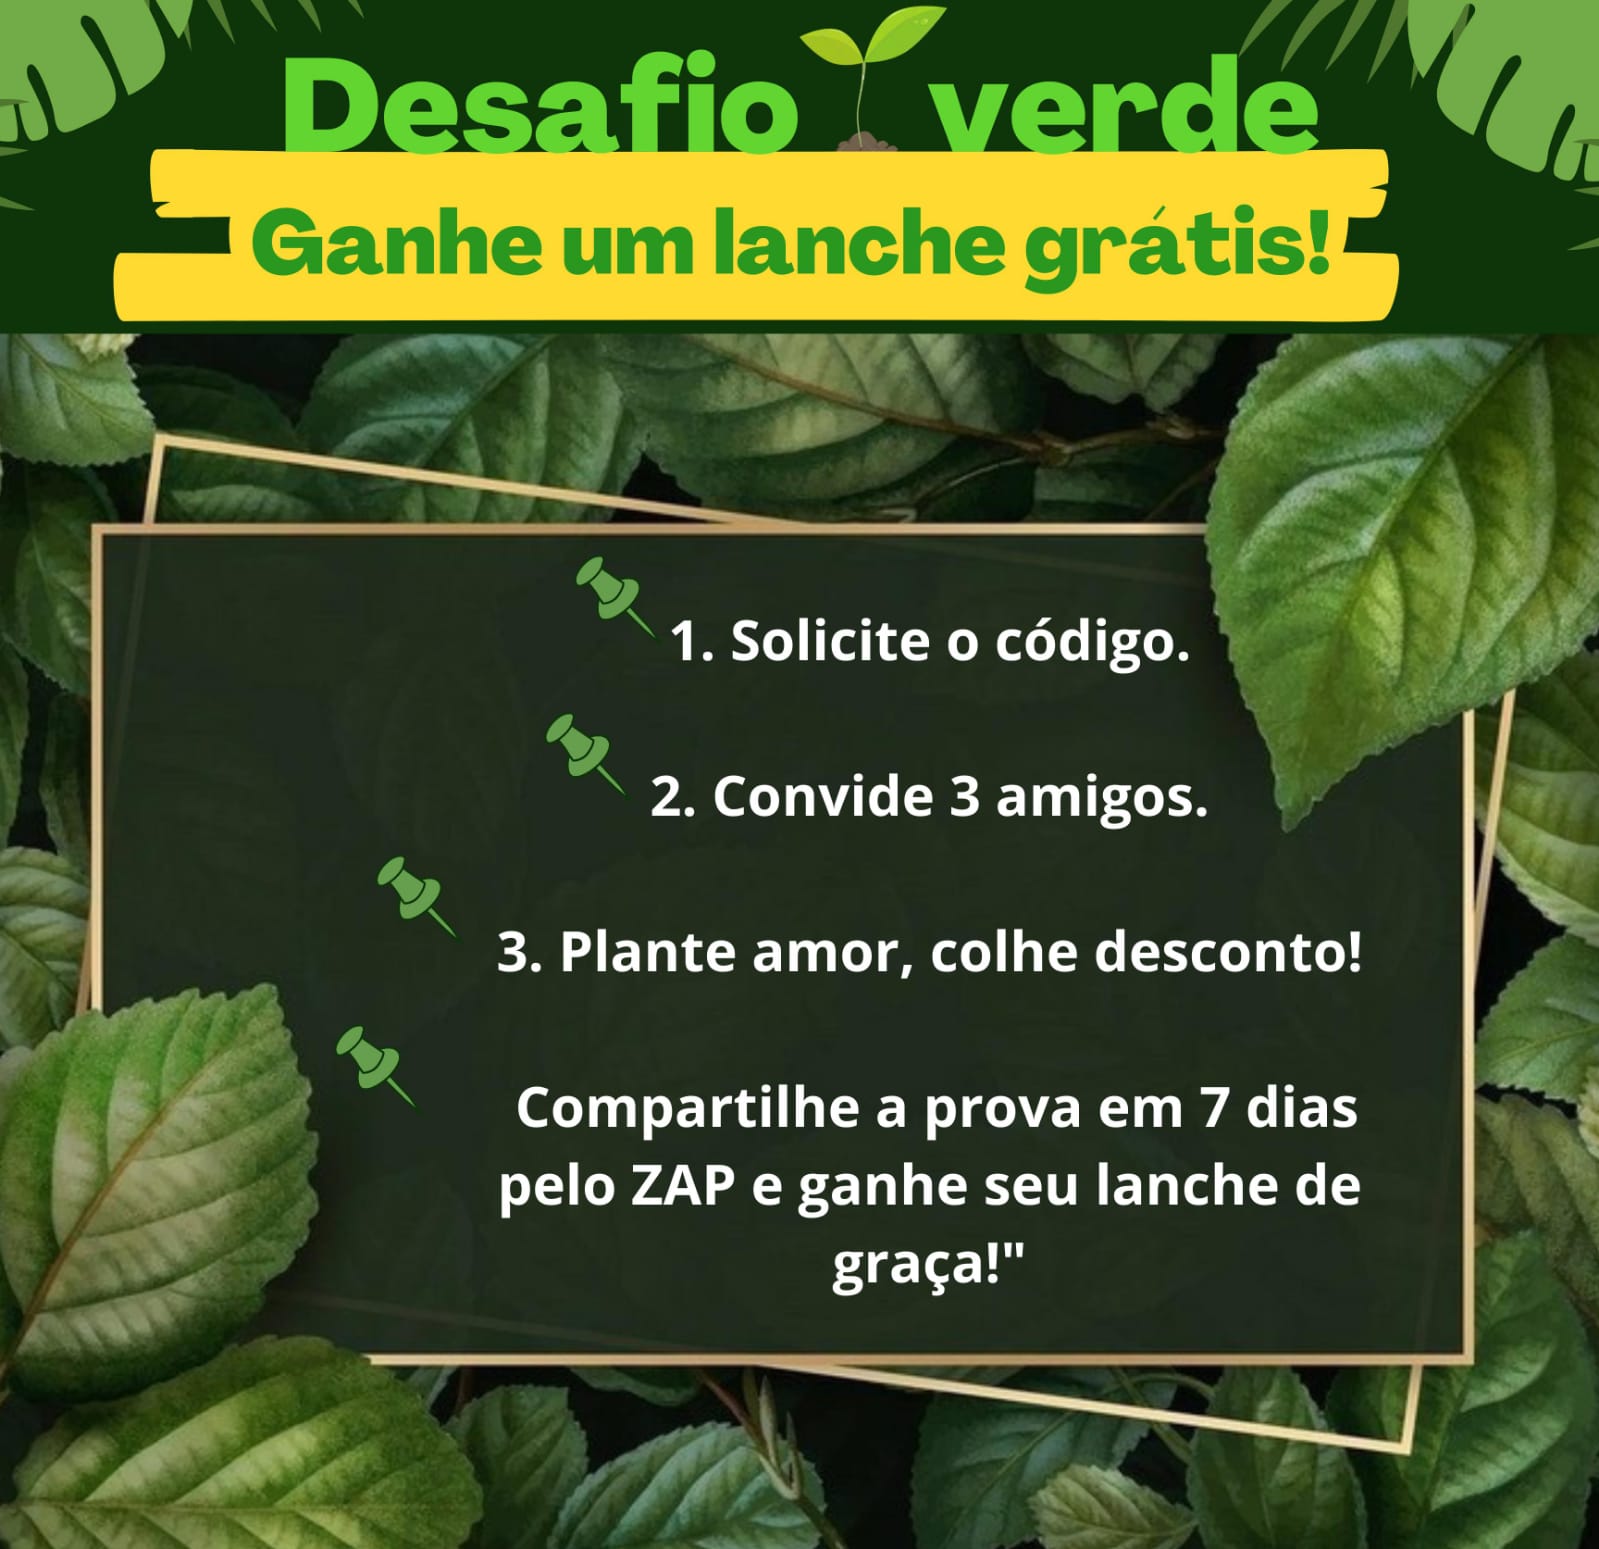 Desafio verde
Ganhe um lanche grátis!
1. Solicite o código.
2. Convide 3 amigos.
3. Plante amor, colhe desconto!
Compartilhe a prova em 7 dias
pelo ZAP e ganhe seu lanche de
graça!"